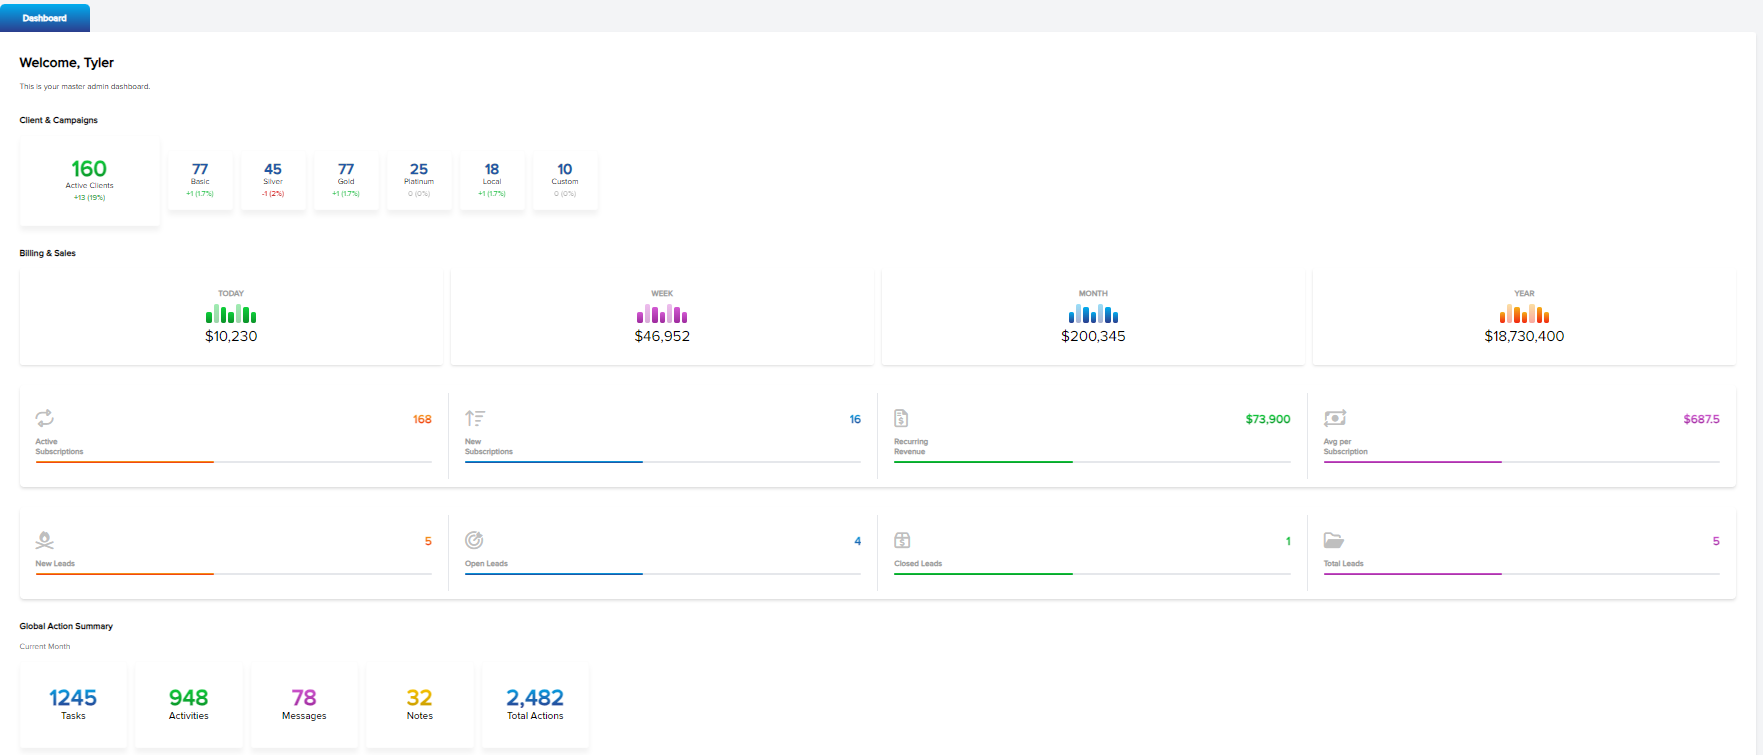 Dashboard
Welcome, Tyler
This is your master admin dashboard.
Client & Campaigns
160
Active Clients
+13 (19%)
77
Basic
+1 (1.7%)
45
Silver
-1 (2%)
77
Gold
+1 (1.7%)
25
Platinum
0 (0%)
18
Local
+1 (1.7%)
10
Custom
0 (0%)
Billing & Sales
TODAY
$10,230
WEEK
$46,952
MONTH
$200,345
YEAR
$18,730,400
168
Active
Subscriptions
16
New
Subscriptions
$73,900
Recurring
Revenue
$687.5
Avg per
Subscription
5
New Leads
4
Open Leads
1
Closed Leads
5
Total Leads
Global Action Summary
Current Month
1245
Tasks
948
Activities
78
Messages
32
Notes
2,482
Total Actions